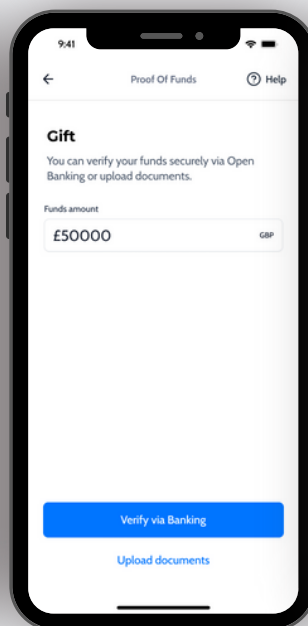 9:41
Proof Of Funds
Help
Gift
You can verify your funds securely via Open
Banking or upload documents.
Funds amount
£50000
GBP
Verify via Banking
Upload documents